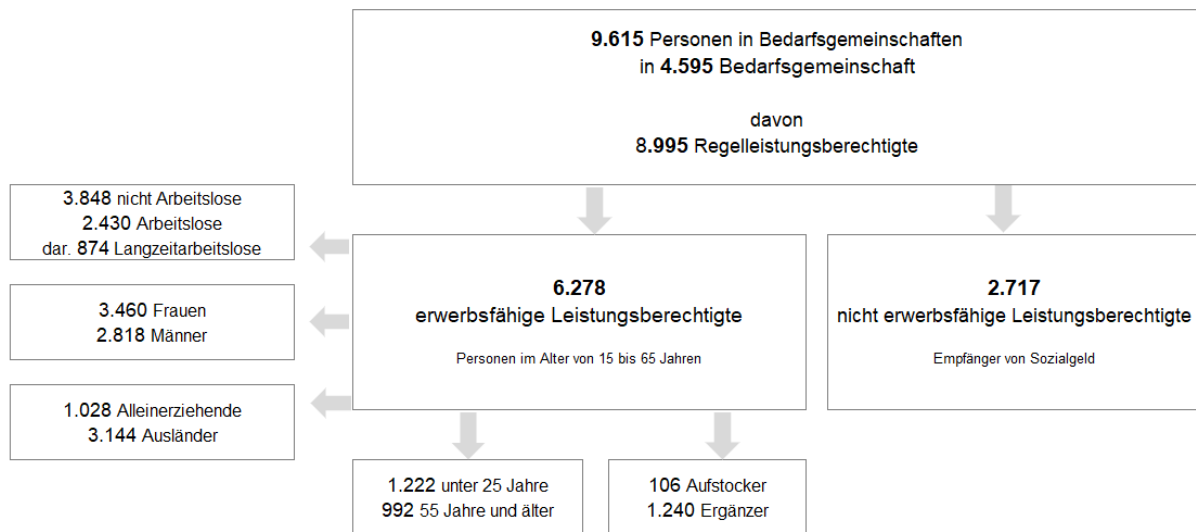 9.615 Personen in Bedarfsgemeinschaften
in 4.595 Bedarfsgemeinschaft
davon
8.995 Regelleistungsberechtigte
3.848 nicht Arbeitslose
2.430 Arbeitslose
dar. 874 Langzeitarbeitslose
3.460 Frauen
2.818 Männer
1.028 Alleinerziehende
3.144 Ausländer
6.278
erwerbsfähige Leistungsberechtigte
Personen im Alter von 15 bis 65 Jahren
2.717
nicht erwerbsfähige Leistungsberechtigte
Empfänger von Sozialgeld
1.222 unter 25 Jahre
992 55 Jahre und älter
106 Aufstocker
1.240 Ergänzer